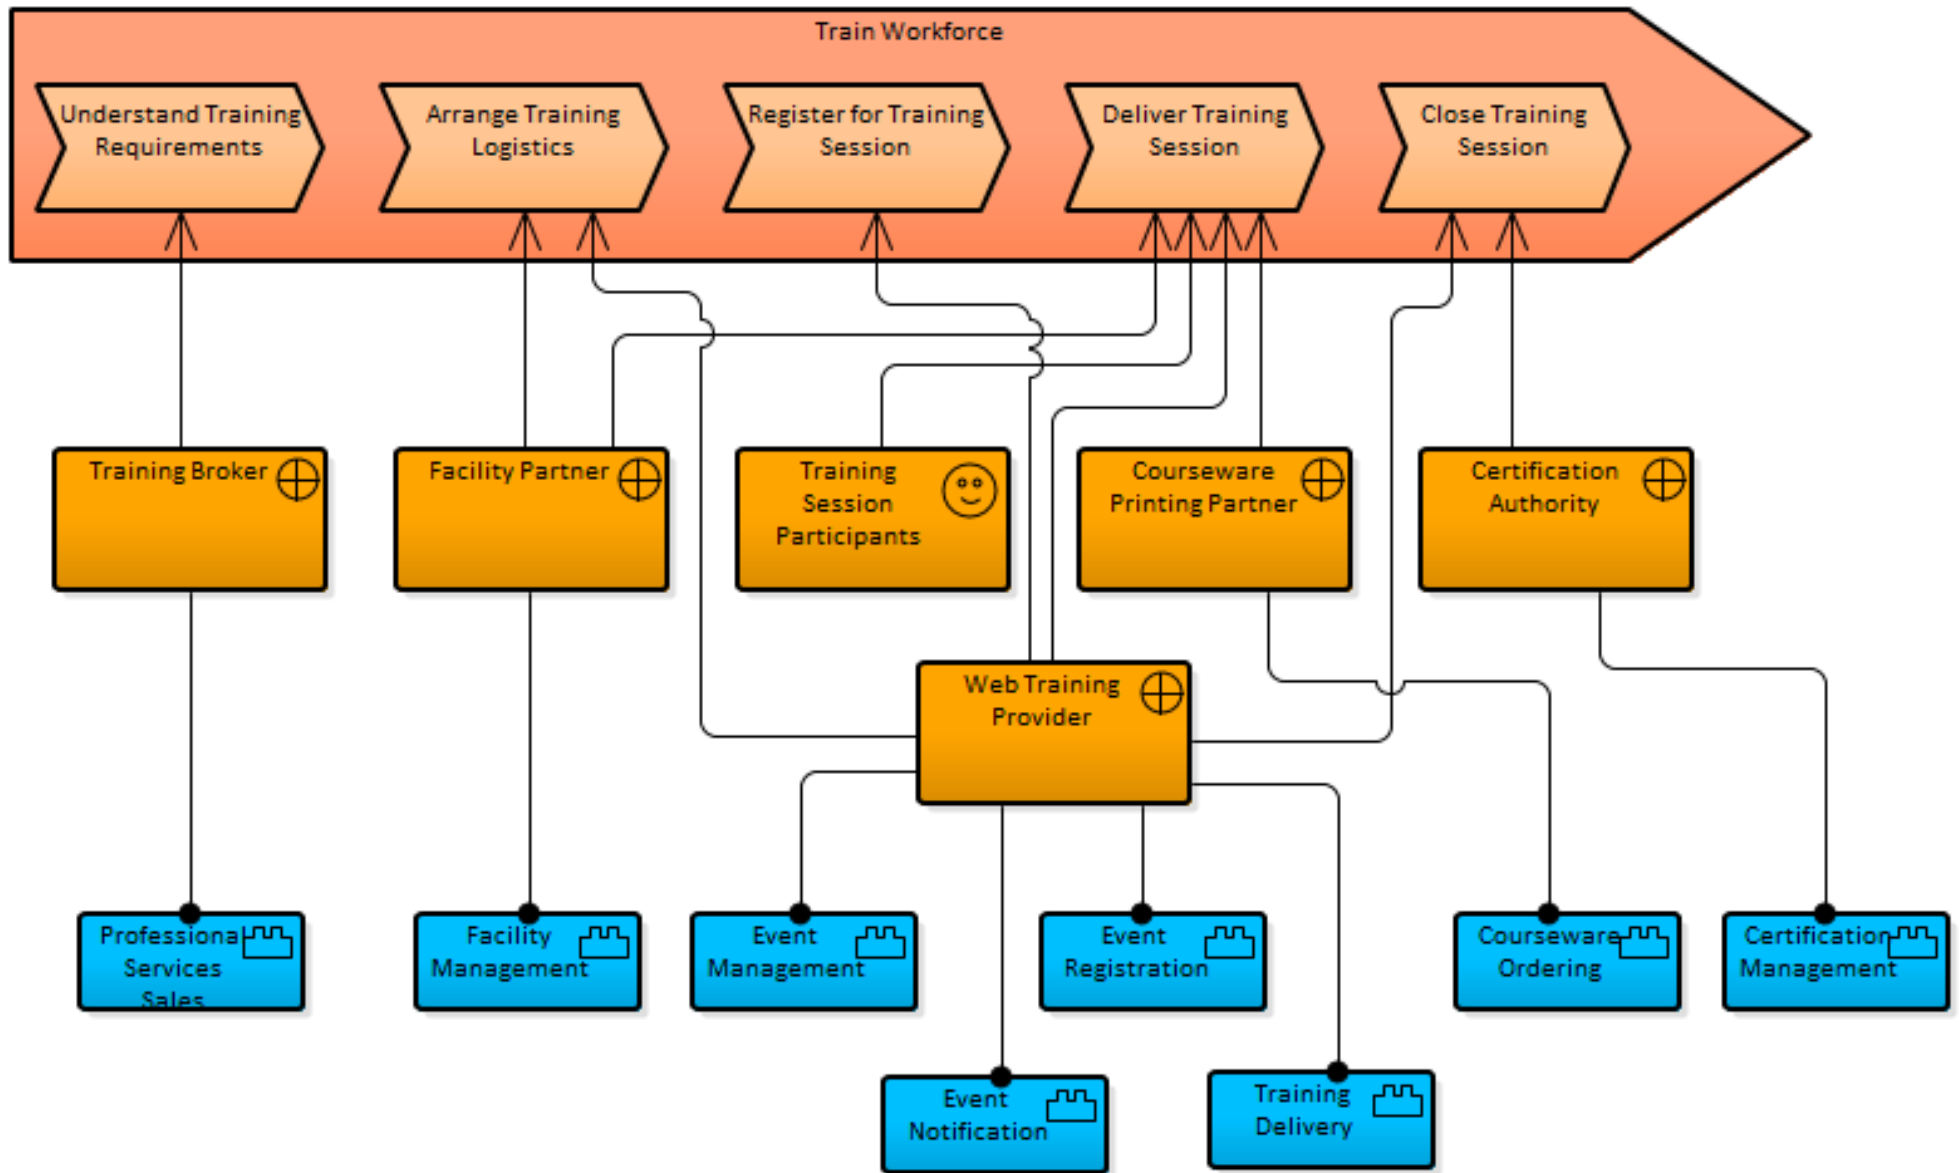 Train Workforce
Understand Training
Requirements
Arrange Training
Logistics
Register for Training
Session
Deliver Training
Session
Close Training
Session
Training Broker
Facility Partner
Training
Session
Participants
Courseware
Printing Partner
Certification
Authority
Web Training
Provider
Professional
Services
Sales
Facility
Management
Event
Management
Event
Registration
Courseware
Ordering
Certification
Management
Event
Notification
Training
Delivery